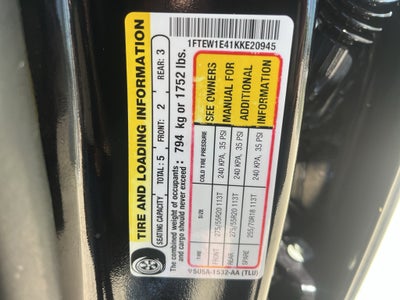 1FTEW1E41KKE20945
TIRE AND LOADING INFORMATION
SEATING CAPACITY TOTAL: 5 FRONT: 2 REAR: 3
The combined weight of occupants
and cargo should never exceed: 794 kg or 1752 lbs.
TIRE SIZE COLD TIRE PRESSURE
FRONT 275/55R20 113T 240 KPA, 35 PSI
REAR 275/55R20 113T 240 KPA, 35 PSI
SPARE 255/70R18 113T 240 KPA, 35 PSI
SEE OWNERS
MANUAL FOR
ADDITIONAL
INFORMATION
5U5A-1532-AA (TLU)